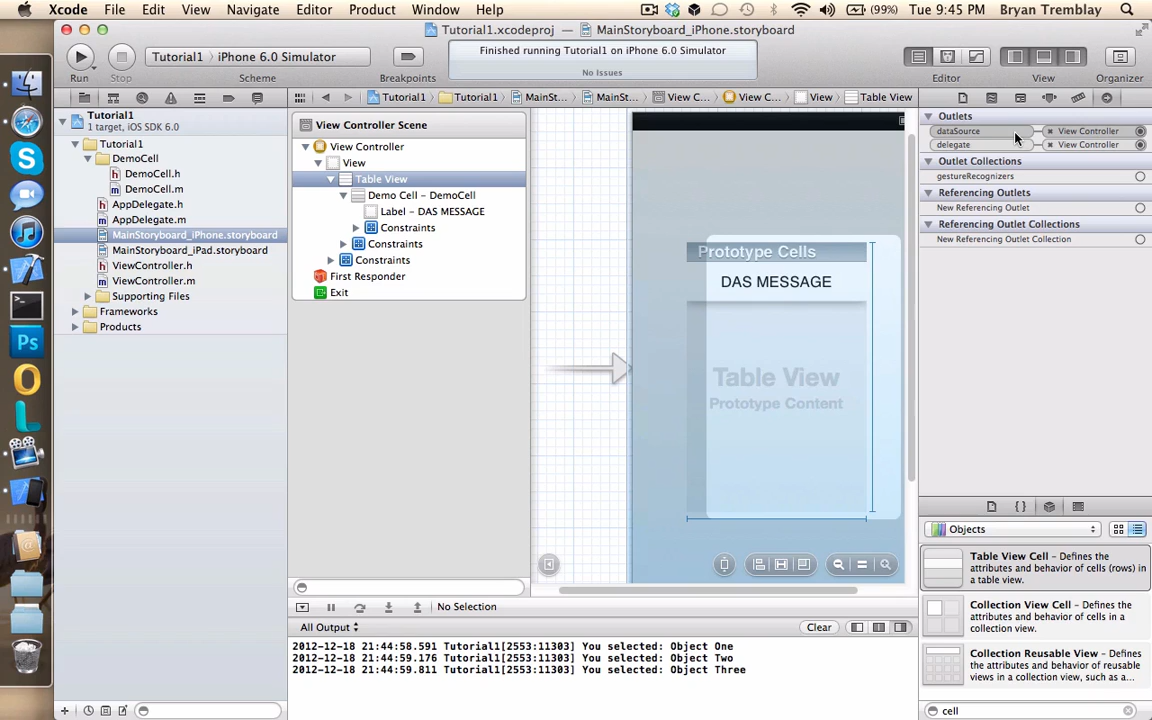 Xcode File Edit View Navigate Editor Product Window Help (99%) Tue 9:45 PM Bryan Tremblay
Tutorial1.xcodeproj — MainStoryboard_iPhone.storyboard
Tutorial1 iPhone 6.0 Simulator
Finished running Tutorial1 on iPhone 6.0 Simulator
No Issues
Run Stop Scheme Breakpoints Editor View Organizer
Tutorial1 Tutorial1 MainSt... MainSt... View C... View C... View Table View
Tutorial1
1 target, iOS SDK 6.0
Tutorial1
DemoCell
DemoCell.h
DemoCell.m
AppDelegate.h
AppDelegate.m
MainStoryboard_iPhone.storyboard
MainStoryboard_iPad.storyboard
ViewController.h
ViewController.m
Supporting Files
Frameworks
Products
View Controller Scene
View Controller
View
Table View
Demo Cell – DemoCell
Label – DAS MESSAGE
Constraints
Constraints
Constraints
First Responder
Exit
Prototype Cells
DAS MESSAGE
Table View
Prototype Content
Outlets
dataSource View Controller
delegate View Controller
Outlet Collections
gestureRecognizers
Referencing Outlets
New Referencing Outlet
Referencing Outlet Collections
New Referencing Outlet Collection
Objects
Table View Cell – Defines the
attributes and behavior of cells (rows) in
a table view.
Collection View Cell – Defines the
attributes and behavior of cells in a
collection view.
Collection Reusable View – Defines
the attributes and behavior of reusable
views in a collection view, such as a...
cell
No Selection
All Output Clear
2012-12-18 21:44:58.591 Tutorial1[2553:11303] You selected: Object One
2012-12-18 21:44:59.176 Tutorial1[2553:11303] You selected: Object Two
2012-12-18 21:44:59.811 Tutorial1[2553:11303] You selected: Object Three